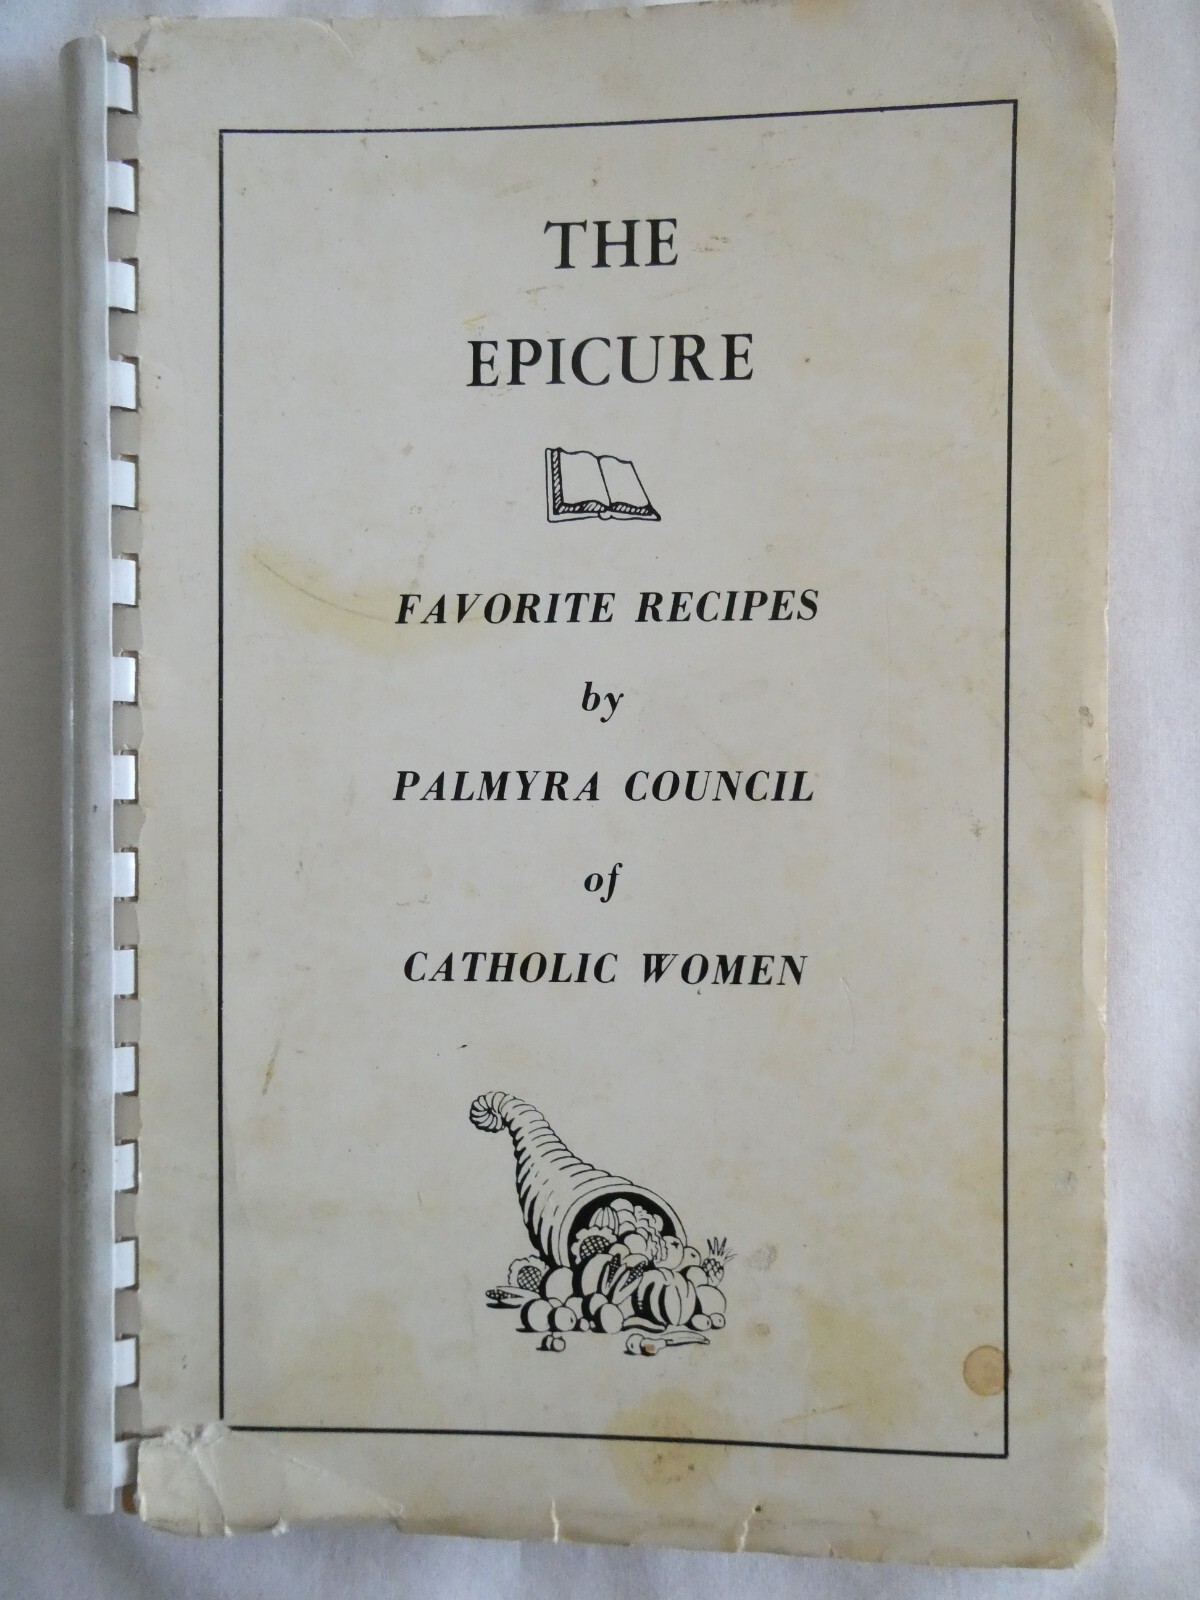 THE
EPICURE
FAVORITE RECIPES
by
PALMYRA COUNCIL
of
CATHOLIC WOMEN